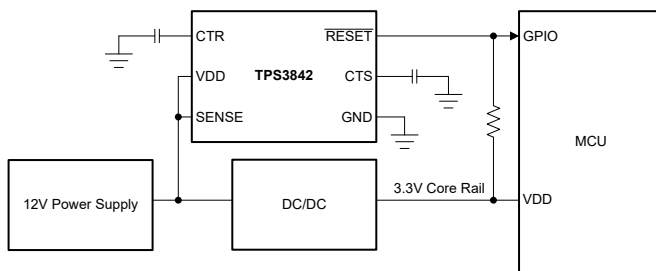 CTR
RESET
GPIO
VDD
TPS3842
CTS
SENSE
GND
MCU
12V Power Supply
DC/DC
3.3V Core Rail
VDD